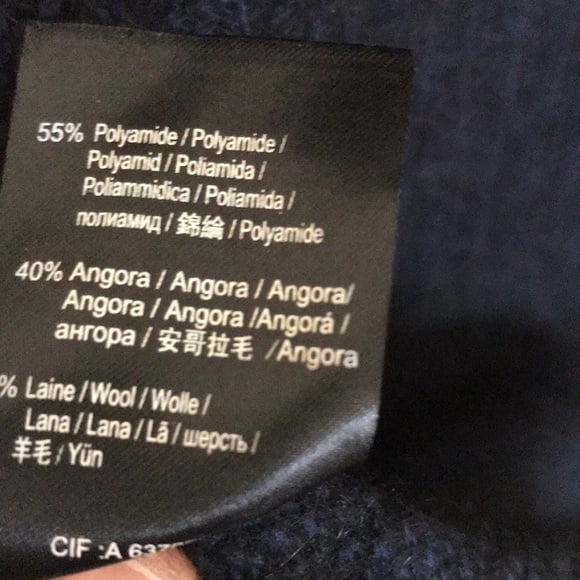 55% Polyamide / Polyamide /
Polyamid / Poliamida /
Poliammidica / Poliamida /
полиамид / 錦綸 / Polyamide
40% Angora / Angora / Angora/
Angora / Angora /Angorá /
ангора / 安哥拉毛 /Angora
% Laine / Wool / Wolle /
Lana / Lana / Lã / шерсть /
羊毛 / Yün
CIF :A